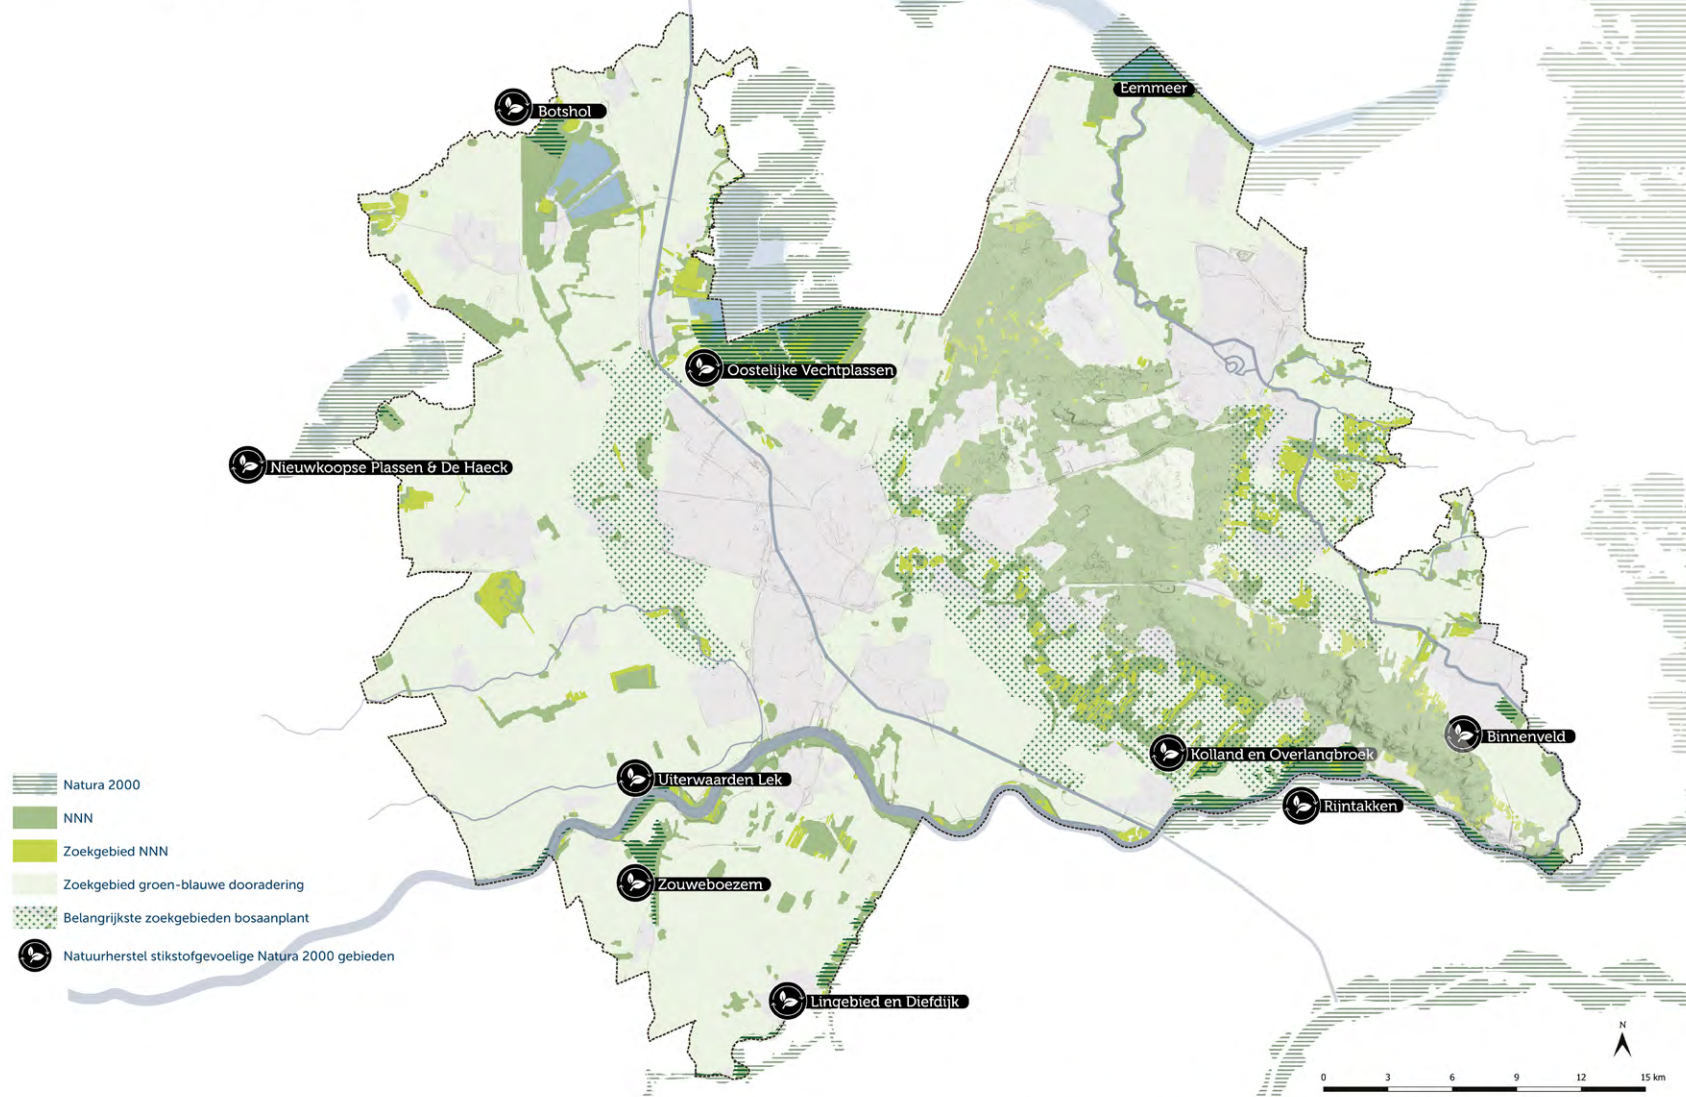 Eemmeer
Botshol
Oostelijke Vechtplassen
Nieuwkoopse Plassen & De Haeck
Binnenveld
Kolland en Overlangbroek
Uiterwaarden Lek
Rijntakken
Zouweboezem
Lingebied en Diefdijk
Natura 2000
NNN
Zoekgebied NNN
Zoekgebied groen-blauwe dooradering
Belangrijkste zoekgebieden bosaanplant
Natuurherstel stikstofgevoelige Natura 2000 gebieden
N
0 3 6 9 12 15 km